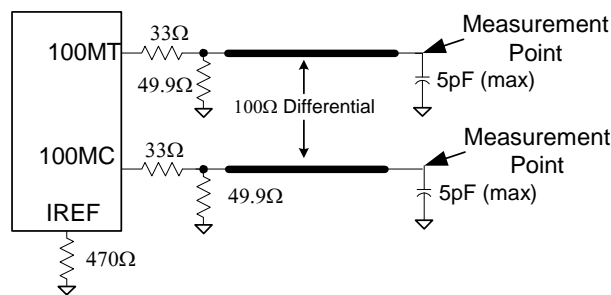 Measurement
Point
33Ω
100MT
49.9Ω
5pF (max)
100Ω Differential
Measurement
Point
33Ω
100MC
49.9Ω
5pF (max)
IREF
470Ω